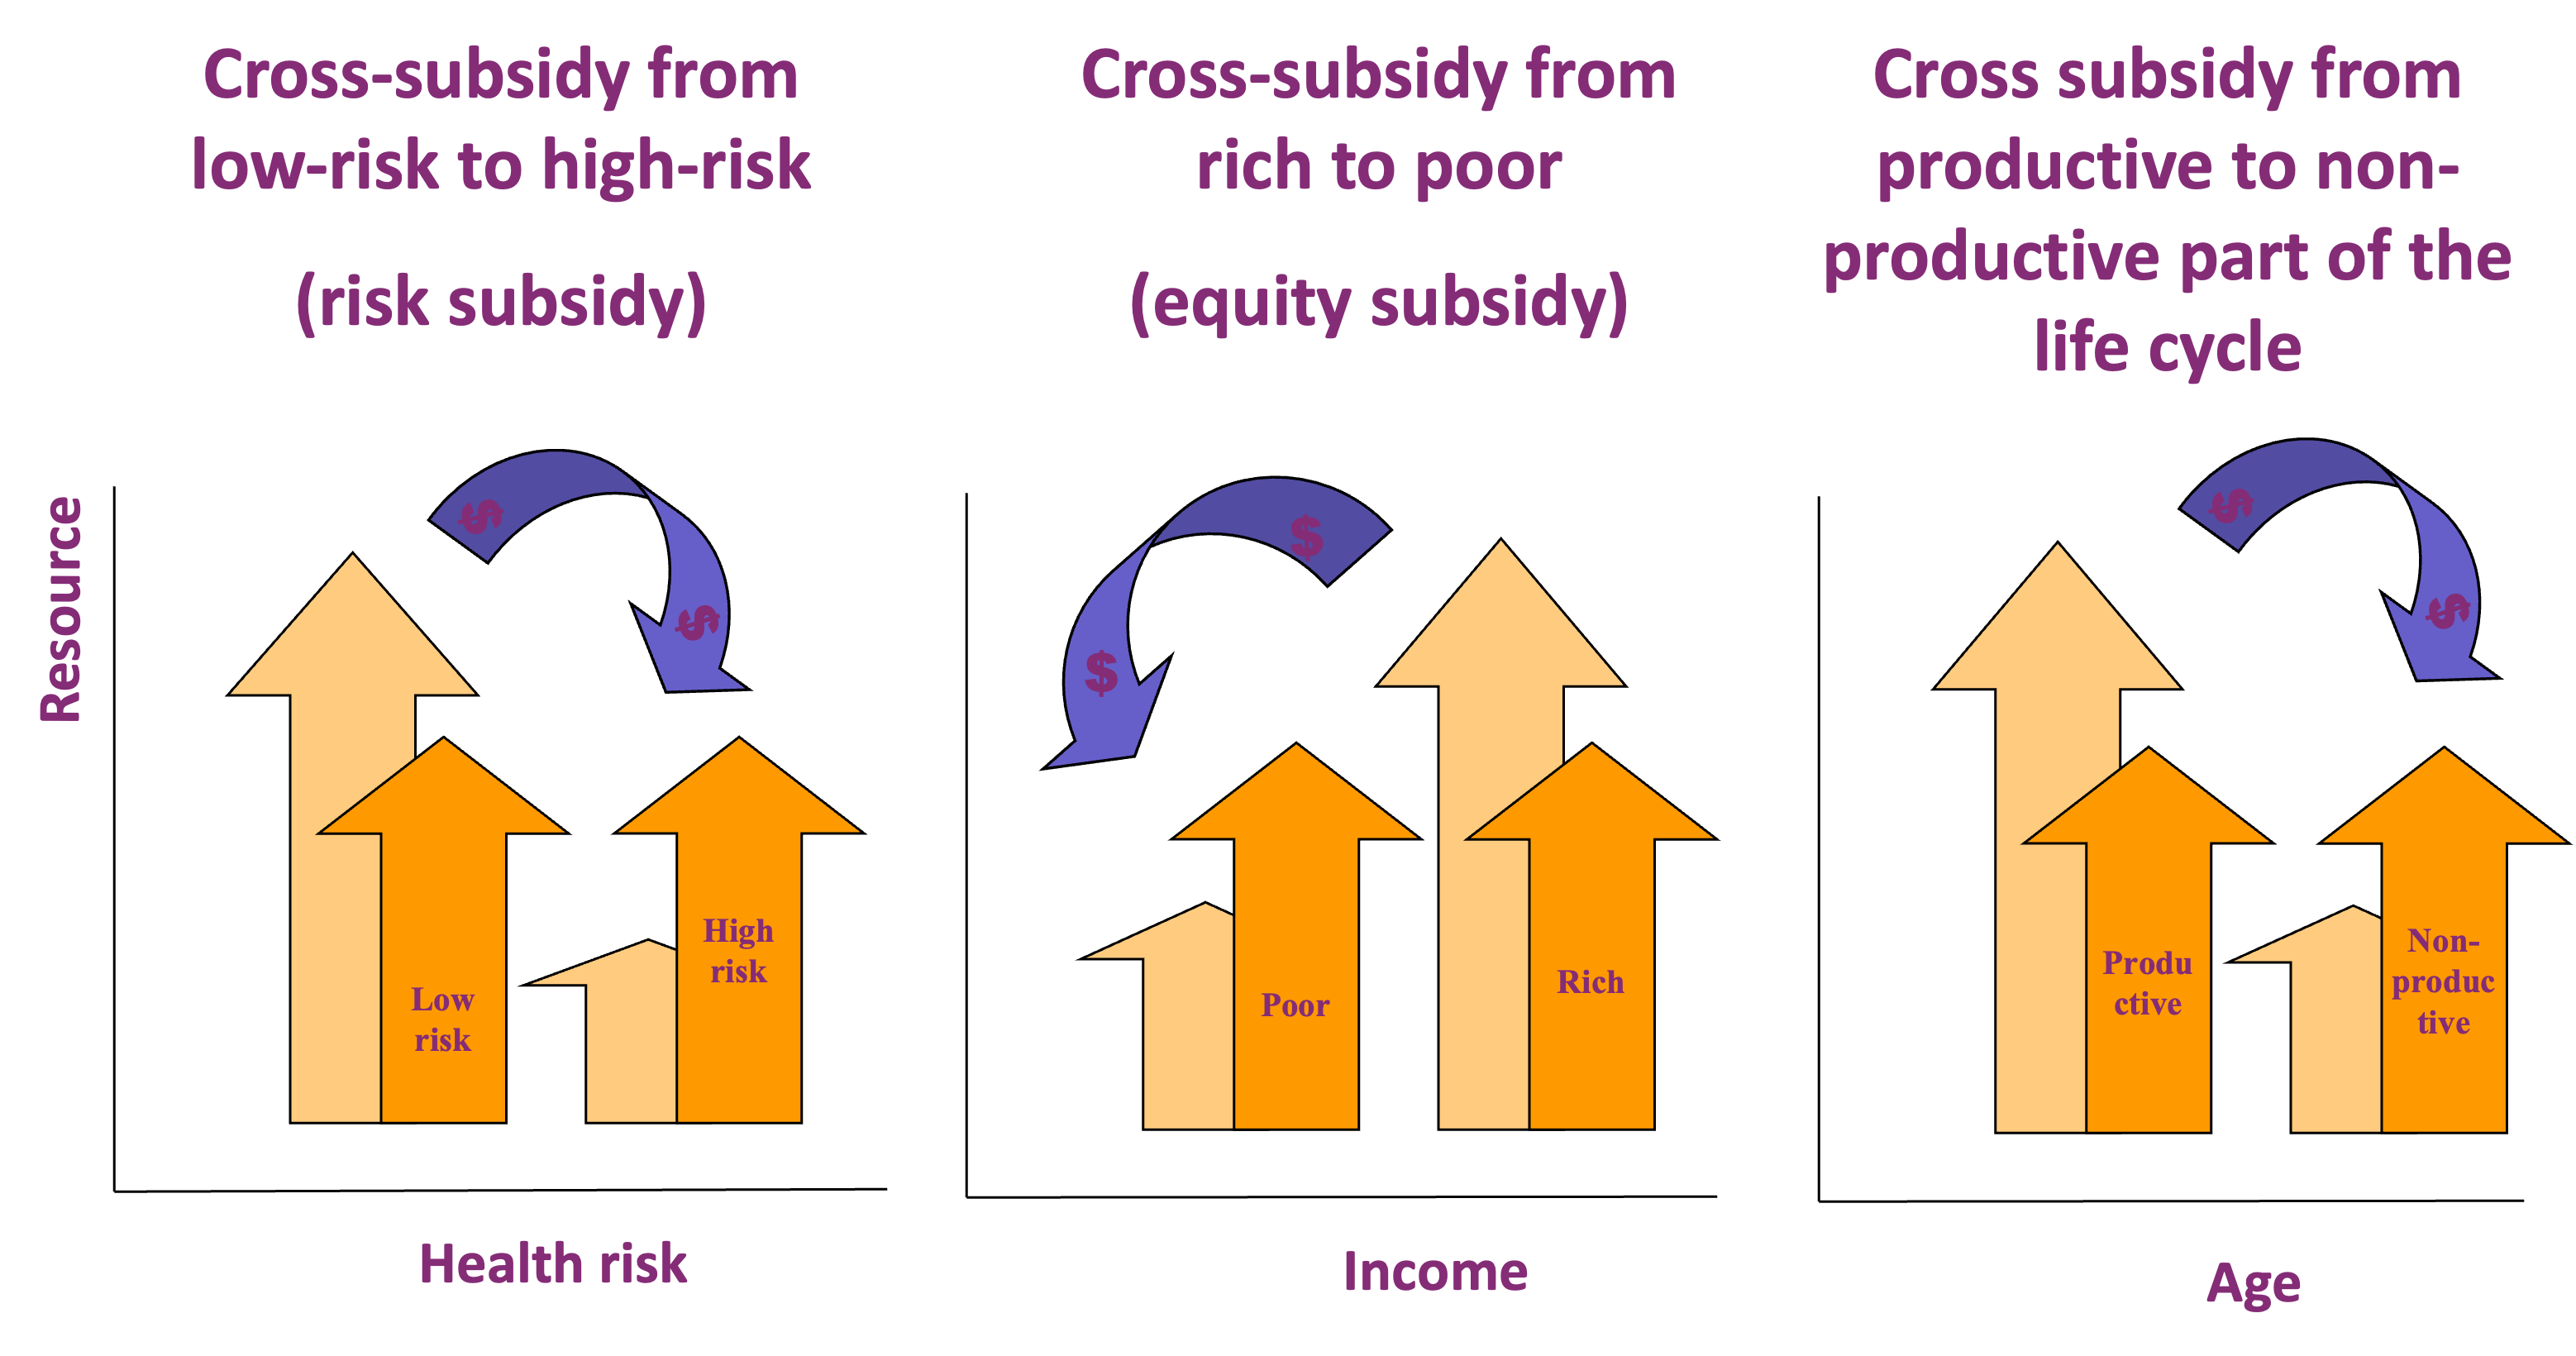 Cross-subsidy from
low-risk to high-risk
(risk subsidy)
Resource
$
$
Low
risk
High
risk
Health risk
Cross-subsidy from
rich to poor
(equity subsidy)
$
$
Poor
Rich
Income
Cross subsidy from
productive to non-
productive part of the
life cycle
$
$
Produ
ctive
Non-
produc
tive
Age